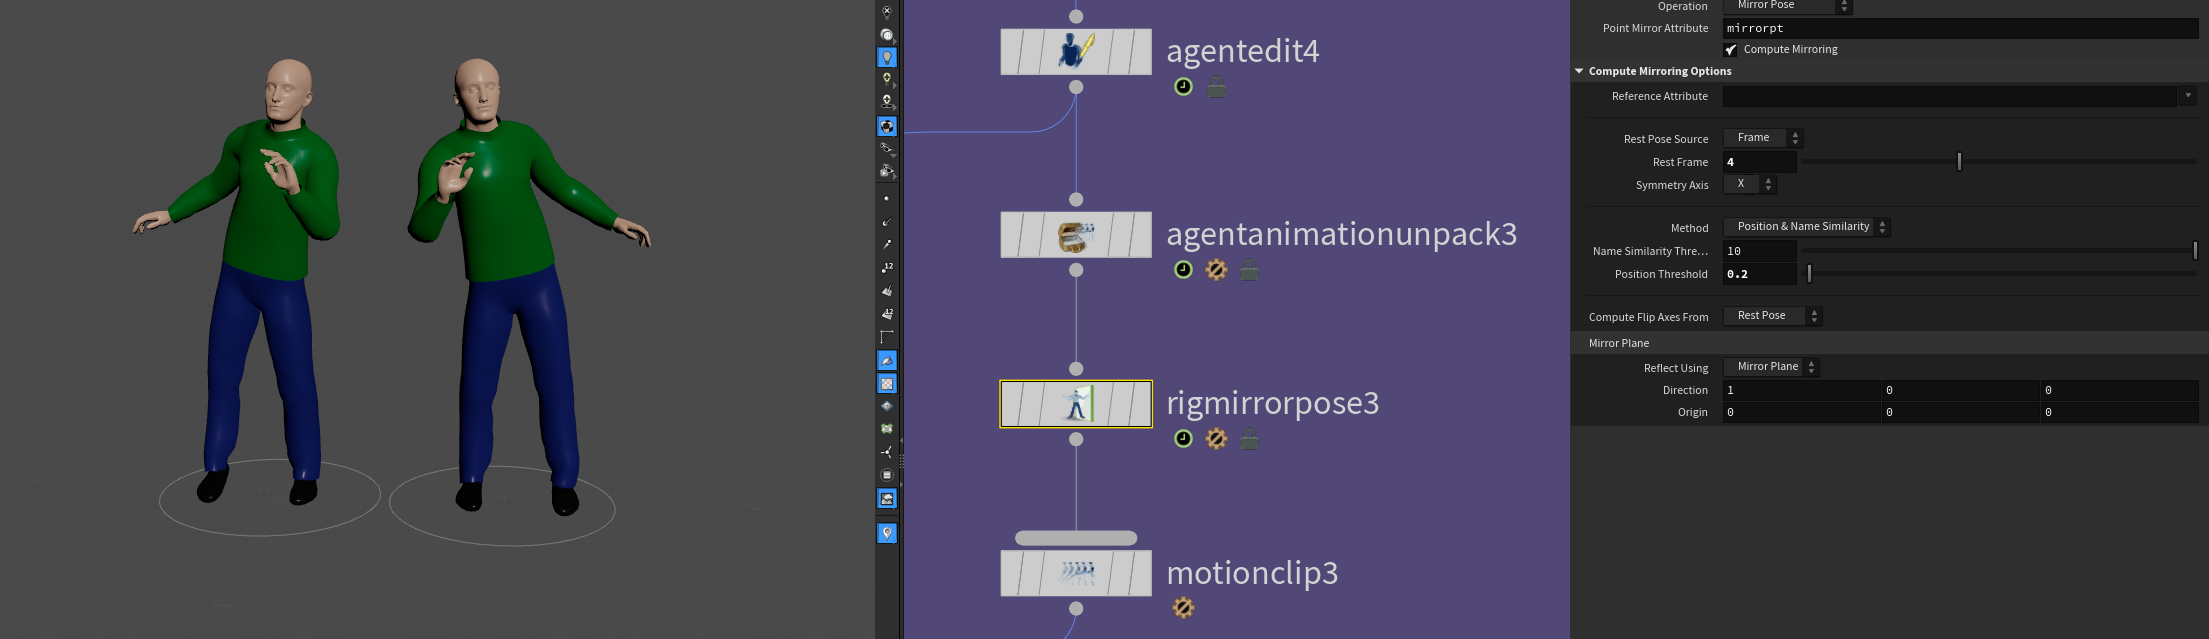 12
12
agentedit4
agentanimationunpack3
rigmirrorpose3
motionclip3
Operation Mirror Pose
Point Mirror Attribute mirrorpt
Compute Mirroring
Compute Mirroring Options
Reference Attribute
Rest Pose Source Frame
Rest Frame 4
Symmetry Axis X
Method Position & Name Similarity
Name Similarity Thre... 10
Position Threshold 0.2
Compute Flip Axes From Rest Pose
Mirror Plane
Reflect Using Mirror Plane
Direction 1 0 0
Origin 0 0 0